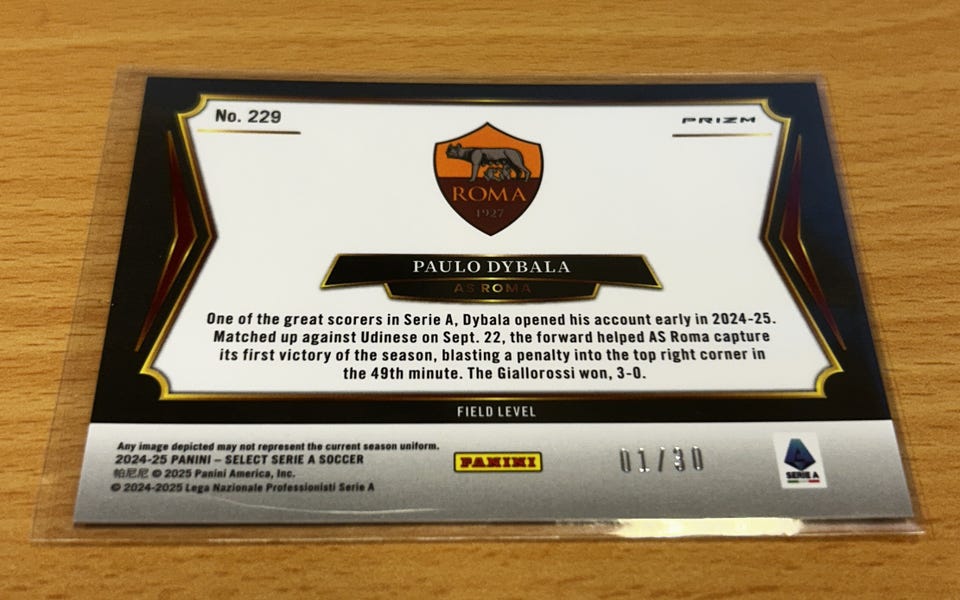 No. 229
PRIZM
ROMA
1927
PAULO DYBALA
AS ROMA
One of the great scorers in Serie A, Dybala opened his account early in 2024-25.
Matched up against Udinese on Sept. 22, the forward helped AS Roma capture
its first victory of the season, blasting a penalty into the top right corner in
the 49th minute. The Giallorossi won, 3-0.
FIELD LEVEL
Any image depicted may not represent the current season uniform.
2024-25 PANINI – SELECT SERIE A SOCCER
帕尼尼 © 2025 Panini America, Inc.
© 2024-2025 Lega Nazionale Professionisti Serie A
PANINI
01/30
SERIE A